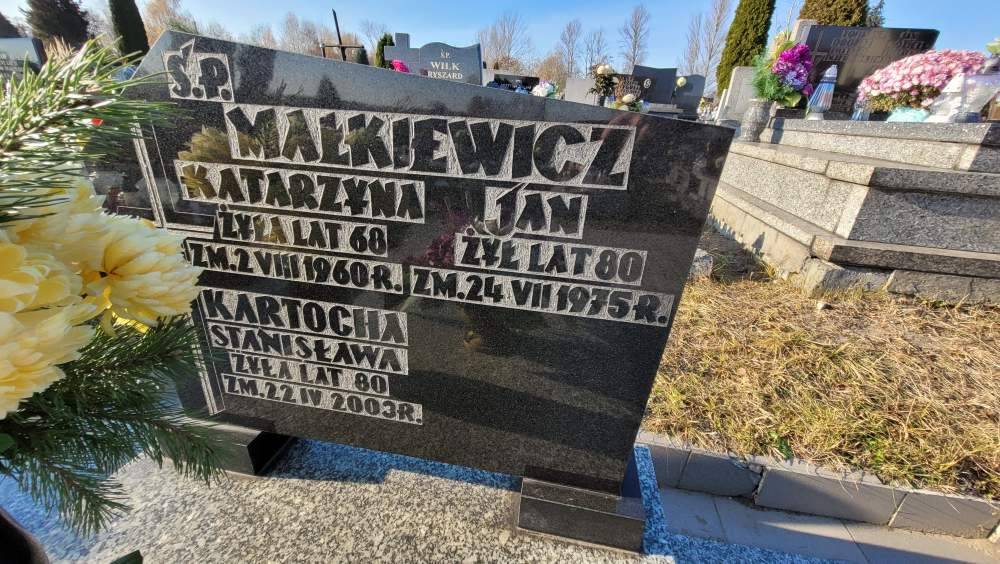 Ś.P.
MAŁKIEWICZ
KATARZYNA
ŻYŁA LAT 68
ZM. 2 VIII 1960 R.
JAN
ŻYŁ LAT 80
ZM. 24 VII 1975 R.
KARTOCHA
STANISŁAWA
ŻYŁA LAT 80
ZM. 22 IV 2003 R.
WILK
RYSZARD